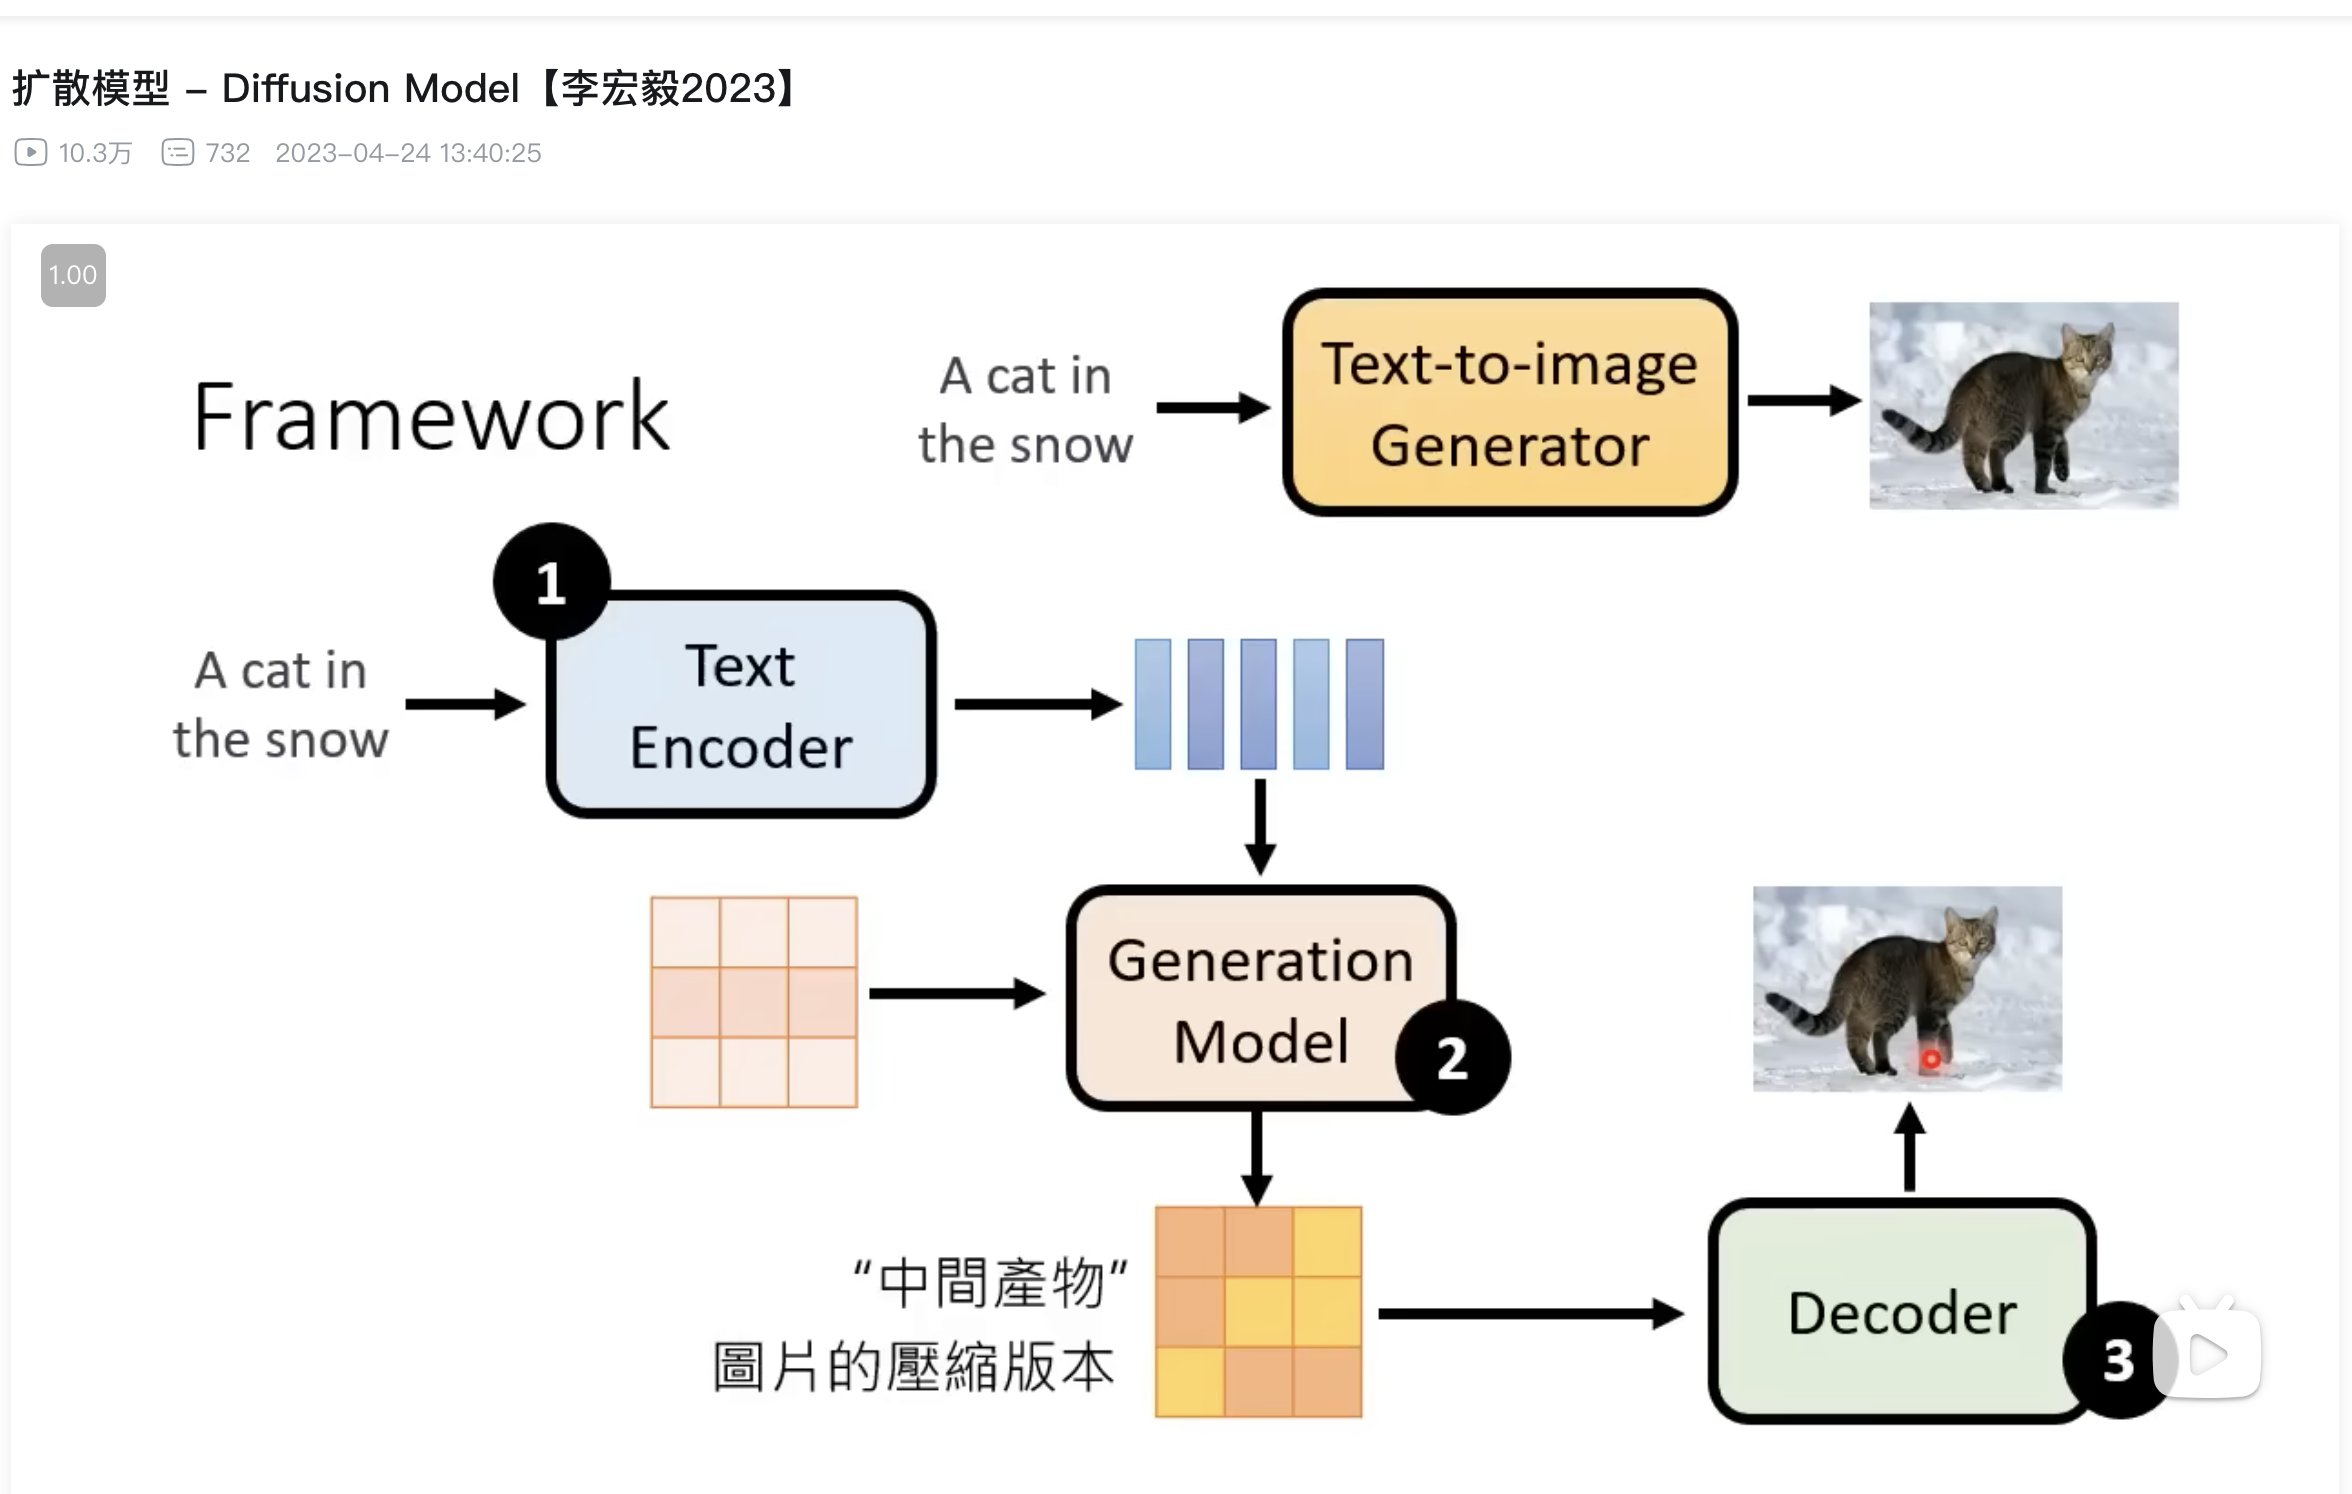 扩散模型 – Diffusion Model【李宏毅2023】
10.3万 732 2023-04-24 13:40:25
1.00
Framework
A cat in
the snow
Text-to-image
Generator
1
A cat in
the snow
Text
Encoder
Generation
Model
2
“中間產物”
圖片的壓縮版本
Decoder
3